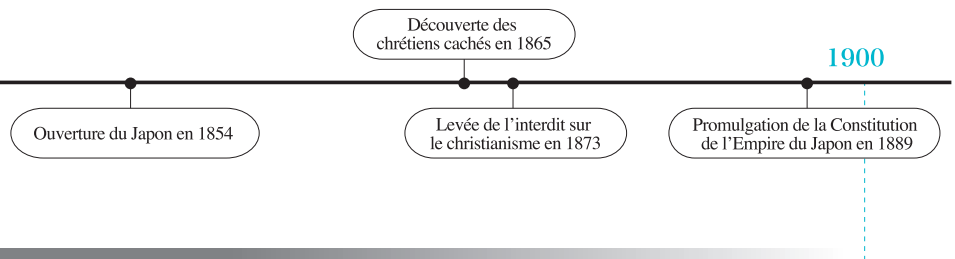 Découverte des
chrétiens cachés en 1865
1900
Ouverture du Japon en 1854
Levée de l’interdit sur
le christianisme en 1873
Promulgation de la Constitution
de l’Empire du Japon en 1889